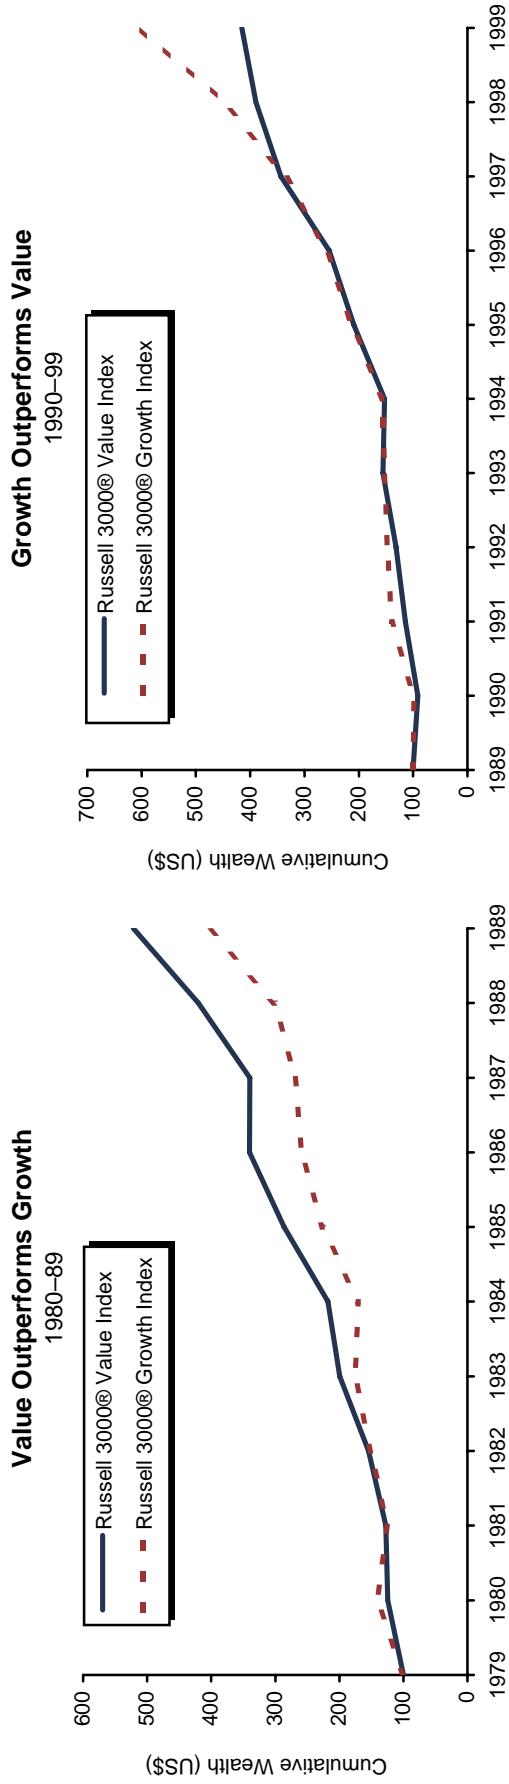 Value Outperforms Growth
1980–89
Russell 3000® Value Index
Russell 3000® Growth Index
Cumulative Wealth (US$)
600
500
400
300
200
100
0
1979 1980 1981 1982 1983 1984 1985 1986 1987 1988 1989
Growth Outperforms Value
1990–99
Russell 3000® Value Index
Russell 3000® Growth Index
Cumulative Wealth (US$)
700
600
500
400
300
200
100
0
1989 1990 1991 1992 1993 1994 1995 1996 1997 1998 1999